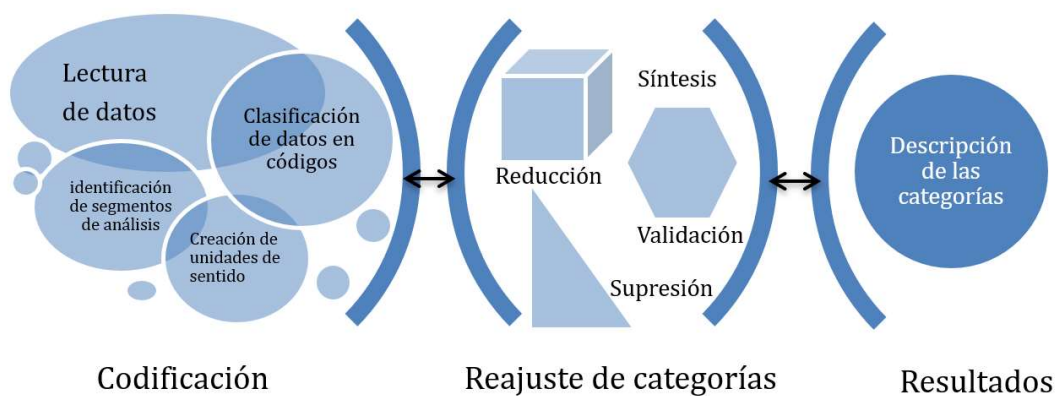 Lectura
de datos
Clasificación
de datos en
códigos
identificación
de segmentos
de análisis
Creación de
unidades de
sentido
Codificación
Síntesis
Reducción
Validación
Supresión
Reajuste de categorías
Descripción
de las
categorías
Resultados